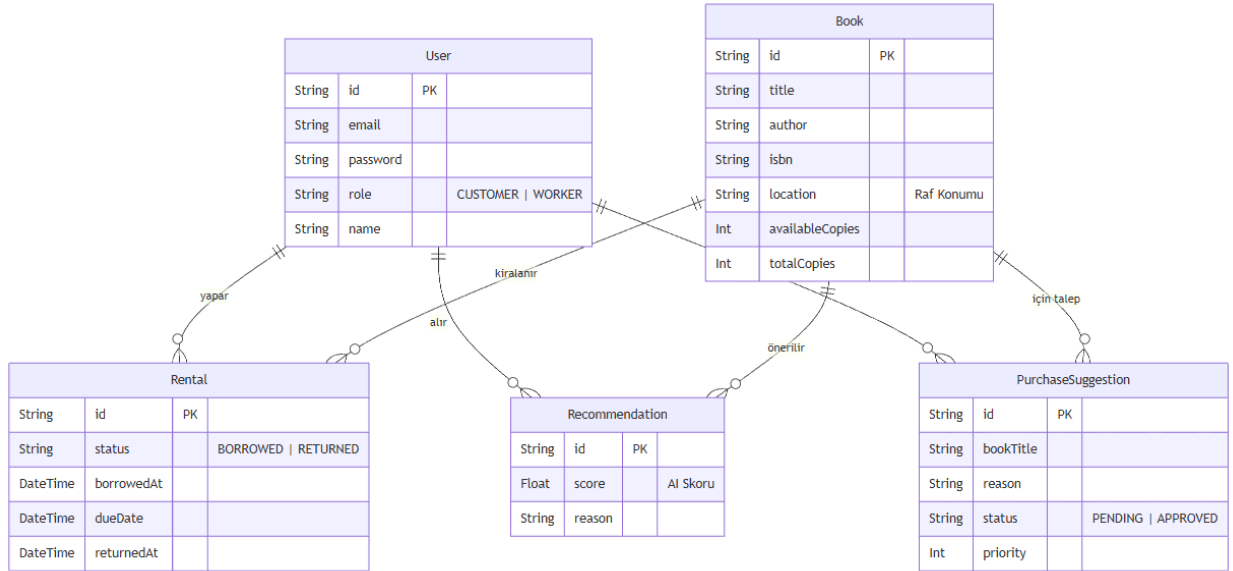 User
String id PK
String email
String password
String role CUSTOMER | WORKER
String name
Book
String id PK
String title
String author
String isbn
String location Raf Konumu
Int availableCopies
Int totalCopies
yapar
kiralanır
alır
önerilir
için talep
Rental
String id PK
String status BORROWED | RETURNED
DateTime borrowedAt
DateTime dueDate
DateTime returnedAt
Recommendation
String id PK
Float score AI Skoru
String reason
PurchaseSuggestion
String id PK
String bookTitle
String reason
String status PENDING | APPROVED
Int priority